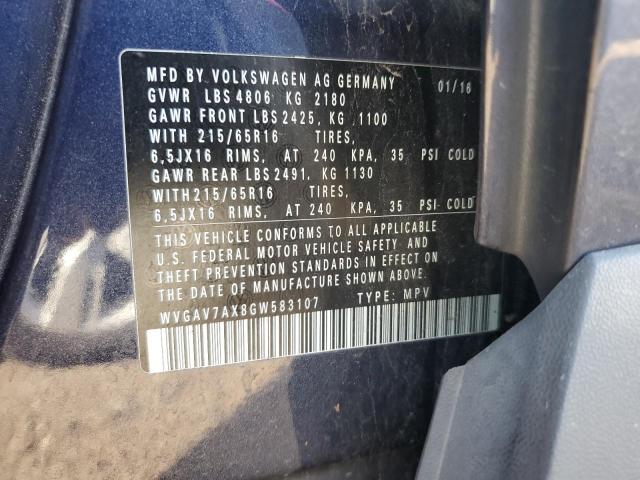 MFD BY VOLKSWAGEN AG GERMANY 01/16
GVWR LBS 4806 KG 2180
GAWR FRONT LBS 2425, KG 1100
WITH 215/65R16 TIRES,
6,5JX16 RIMS, AT 240 KPA, 35 PSI COLD
GAWR REAR LBS 2491, KG 1130
WITH215/65R16 TIRES,
6,5JX16 RIMS, AT 240 KPA, 35 PSI COLD
THIS VEHICLE CONFORMS TO ALL APPLICABLE
U.S. FEDERAL MOTOR VEHICLE SAFETY AND
THEFT PREVENTION STANDARDS IN EFFECT ON
THE DATE OF MANUFACTURE SHOWN ABOVE.
WVGAV7AX8GW583107 TYPE: MPV